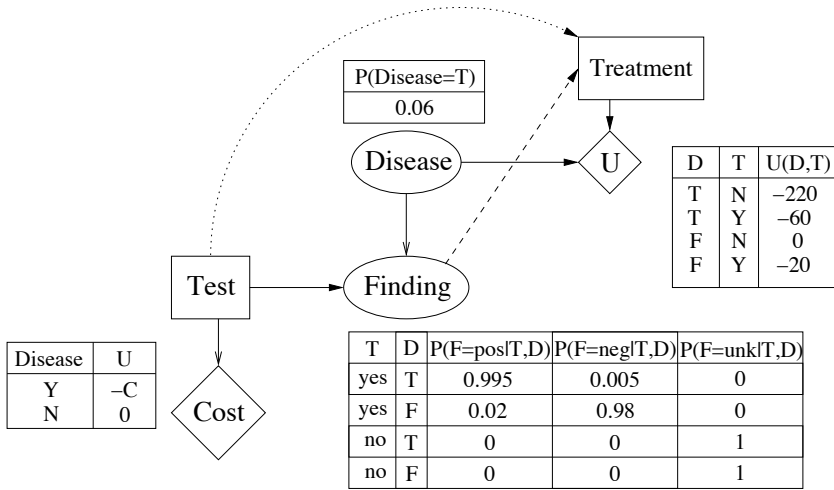 Treatment
P(Disease=T)
0.06
Disease
U
D T U(D,T)
T N −220
T Y −60
F N 0
F Y −20
Test
Finding
Disease U
Y −C
N 0
Cost
T D P(F=pos|T,D) P(F=neg|T,D) P(F=unk|T,D)
yes T 0.995 0.005 0
yes F 0.02 0.98 0
no T 0 0 1
no F 0 0 1